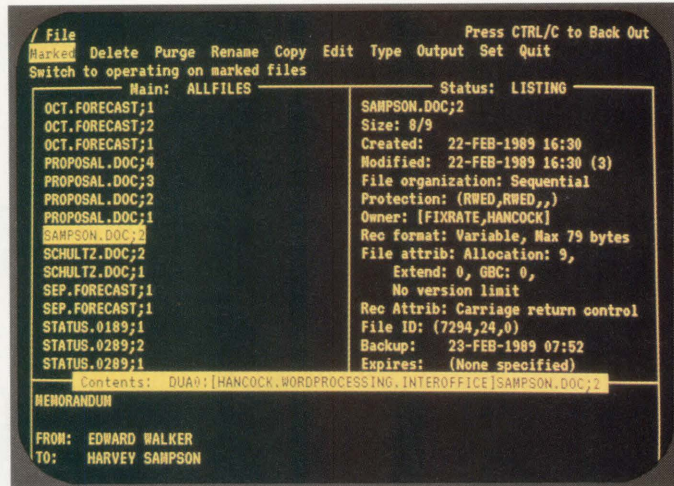 / File Press CTRL/C to Back Out
Marked Delete Purge Rename Copy Edit Type Output Set Quit
Switch to operating on marked files
Main: ALLFILES
OCT.FORECAST;1
OCT.FORECAST;2
OCT.FORECAST;1
PROPOSAL.DOC;4
PROPOSAL.DOC;3
PROPOSAL.DOC;2
PROPOSAL.DOC;1
SAMPSON.DOC;2
SCHULTZ.DOC;2
SCHULTZ.DOC;1
SEP.FORECAST;1
SEP.FORECAST;1
STATUS.0189;1
STATUS.0289;2
STATUS.0289;1
Status: LISTING
SAMPSON.DOC;2
Size: 8/9
Created: 22-FEB-1989 16:30
Modified: 22-FEB-1989 16:30 (3)
File organization: Sequential
Protection: (RWED,RWED,,)
Owner: [FIXRATE,HANCOCK]
Rec format: Variable, Max 79 bytes
File attrib: Allocation: 9,
Extend: 0, GBC: 0,
No version limit
Rec Attrib: Carriage return control
File ID: (7294,24,0)
Backup: 23-FEB-1989 07:52
Expires: (None specified)
Contents: DUA0:[HANCOCK.WORDPROCESSING.INTEROFFICE]SAMPSON.DOC;2
MEMORANDUM
FROM: EDWARD WALKER
TO: HARVEY SAMPSON